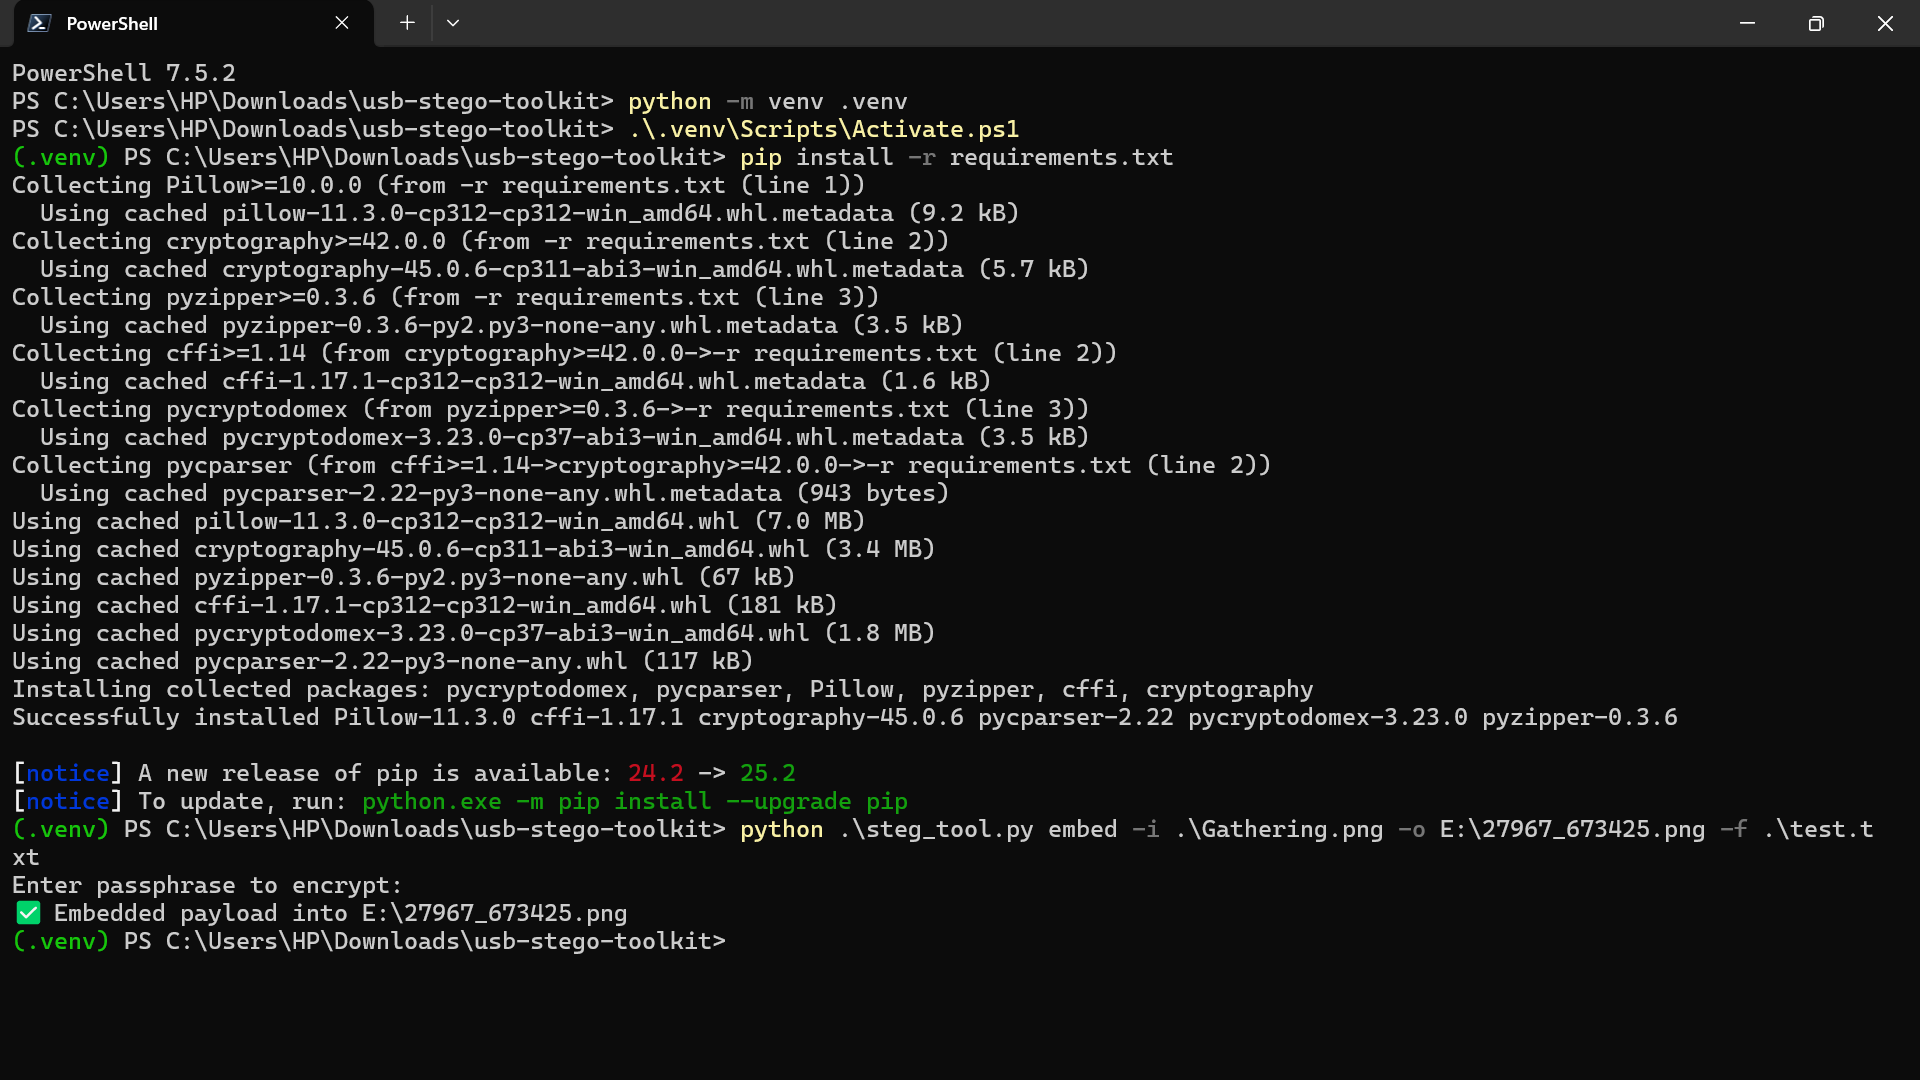 PowerShell
PowerShell 7.5.2
PS C:\Users\HP\Downloads\usb-stego-toolkit> python -m venv .venv
PS C:\Users\HP\Downloads\usb-stego-toolkit> .\.venv\Scripts\Activate.ps1
(.venv) PS C:\Users\HP\Downloads\usb-stego-toolkit> pip install -r requirements.txt
Collecting Pillow>=10.0.0 (from -r requirements.txt (line 1))
  Using cached pillow-11.3.0-cp312-cp312-win_amd64.whl.metadata (9.2 kB)
Collecting cryptography>=42.0.0 (from -r requirements.txt (line 2))
  Using cached cryptography-45.0.6-cp311-abi3-win_amd64.whl.metadata (5.7 kB)
Collecting pyzipper>=0.3.6 (from -r requirements.txt (line 3))
  Using cached pyzipper-0.3.6-py2.py3-none-any.whl.metadata (3.5 kB)
Collecting cffi>=1.14 (from cryptography>=42.0.0->-r requirements.txt (line 2))
  Using cached cffi-1.17.1-cp312-cp312-win_amd64.whl.metadata (1.6 kB)
Collecting pycryptodomex (from pyzipper>=0.3.6->-r requirements.txt (line 3))
  Using cached pycryptodomex-3.23.0-cp37-abi3-win_amd64.whl.metadata (3.5 kB)
Collecting pycparser (from cffi>=1.14->cryptography>=42.0.0->-r requirements.txt (line 2))
  Using cached pycparser-2.22-py3-none-any.whl.metadata (943 bytes)
Using cached pillow-11.3.0-cp312-cp312-win_amd64.whl (7.0 MB)
Using cached cryptography-45.0.6-cp311-abi3-win_amd64.whl (3.4 MB)
Using cached pyzipper-0.3.6-py2.py3-none-any.whl (67 kB)
Using cached cffi-1.17.1-cp312-cp312-win_amd64.whl (181 kB)
Using cached pycryptodomex-3.23.0-cp37-abi3-win_amd64.whl (1.8 MB)
Using cached pycparser-2.22-py3-none-any.whl (117 kB)
Installing collected packages: pycryptodomex, pycparser, Pillow, pyzipper, cffi, cryptography
Successfully installed Pillow-11.3.0 cffi-1.17.1 cryptography-45.0.6 pycparser-2.22 pycryptodomex-3.23.0 pyzipper-0.3.6
[notice] A new release of pip is available: 24.2 -> 25.2
[notice] To update, run: python.exe -m pip install --upgrade pip
(.venv) PS C:\Users\HP\Downloads\usb-stego-toolkit> python .\steg_tool.py embed -i .\Gathering.png -o E:\27967_673425.png -f .\test.t
xt
Enter passphrase to encrypt:
✅ Embedded payload into E:\27967_673425.png
(.venv) PS C:\Users\HP\Downloads\usb-stego-toolkit>